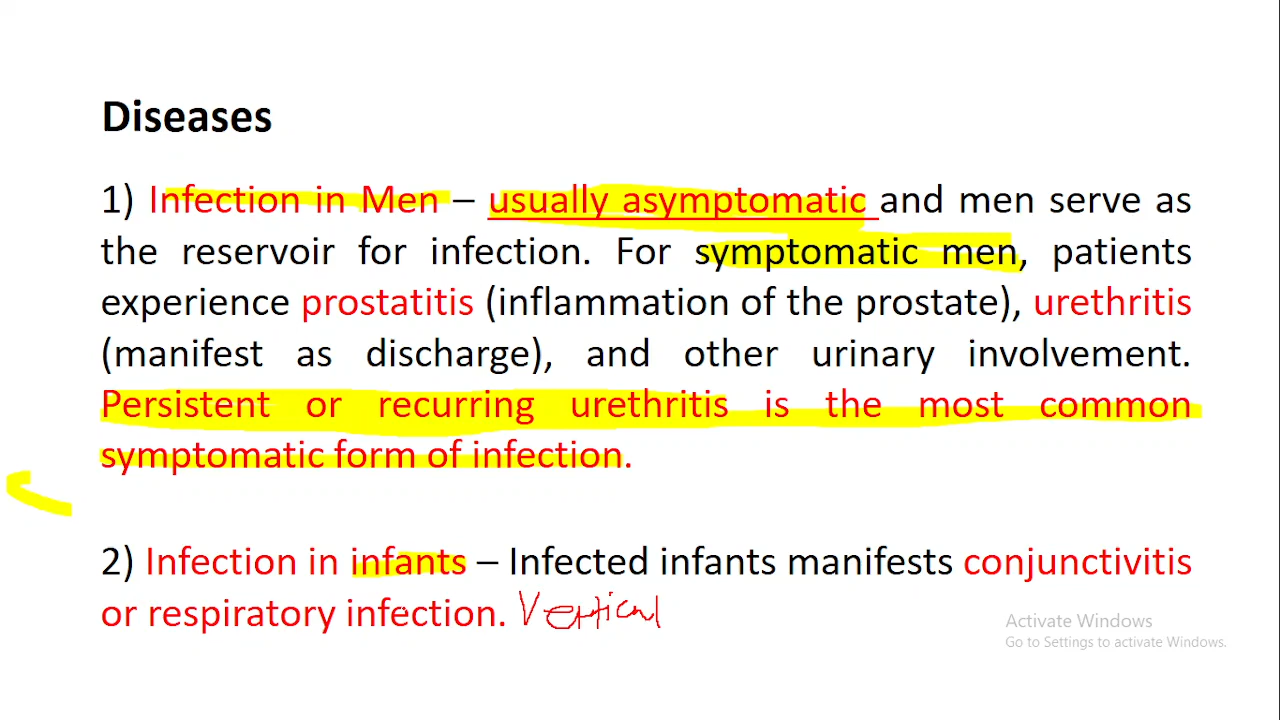 Diseases
1) Infection in Men – usually asymptomatic and men serve as
the reservoir for infection. For symptomatic men, patients
experience prostatitis (inflammation of the prostate), urethritis
(manifest as discharge), and other urinary involvement.
Persistent or recurring urethritis is the most common
symptomatic form of infection.
2) Infection in infants – Infected infants manifests conjunctivitis
or respiratory infection. Vertical
Activate Windows
Go to Settings to activate Windows.